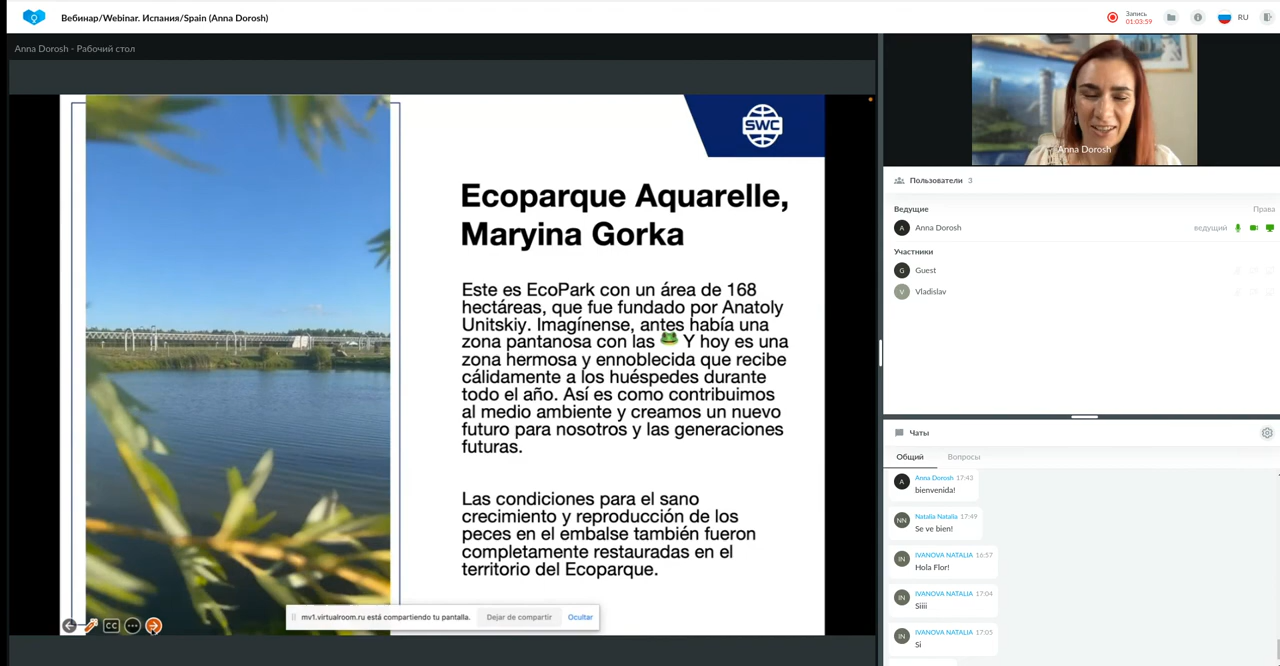 Вебинар/Webinar. Испания/Spain (Anna Dorosh)
Запись
01:03:59
RU
Anna Dorosh - Рабочий стол
SWC
Ecoparque Aquarelle,
Maryina Gorka
Este es EcoPark con un área de 168
hectáreas, que fue fundado por Anatoly
Unitskiy. Imagínense, antes había una
zona pantanosa con las 🐸 Y hoy es una
zona hermosa y ennoblecida que recibe
cálidamente a los huéspedes durante
todo el año. Así es como contribuimos
al medio ambiente y creamos un nuevo
futuro para nosotros y las generaciones
futuras.
Las condiciones para el sano
crecimiento y reproducción de los
peces en el embalse también fueron
completamente restauradas en el
territorio del Ecoparque.
CC
mv1.virtualroom.ru está compartiendo tu pantalla.
Dejar de compartir
Ocultar
Anna Dorosh
Пользователи 3
Ведущие
Права
A
Anna Dorosh
ведущий
Участники
G
Guest
V
Vladislav
Чаты
Общий
Вопросы
A
Anna Dorosh 17:43
bienvenida!
NN
Natalia Natalia 17:49
Se ve bien!
IN
IVANOVA NATALIA 16:57
Hola Flor!
IN
IVANOVA NATALIA 17:04
Siiii
IN
IVANOVA NATALIA 17:05
Si